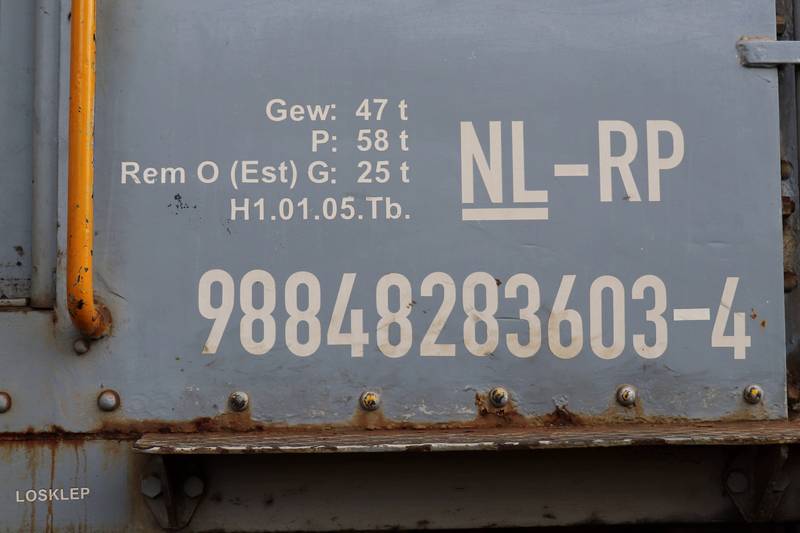 Gew: 47 t
P: 58 t
Rem O (Est) G: 25 t
H1.01.05.Tb.
NL-RP
98848283603-4
LOSKLEP